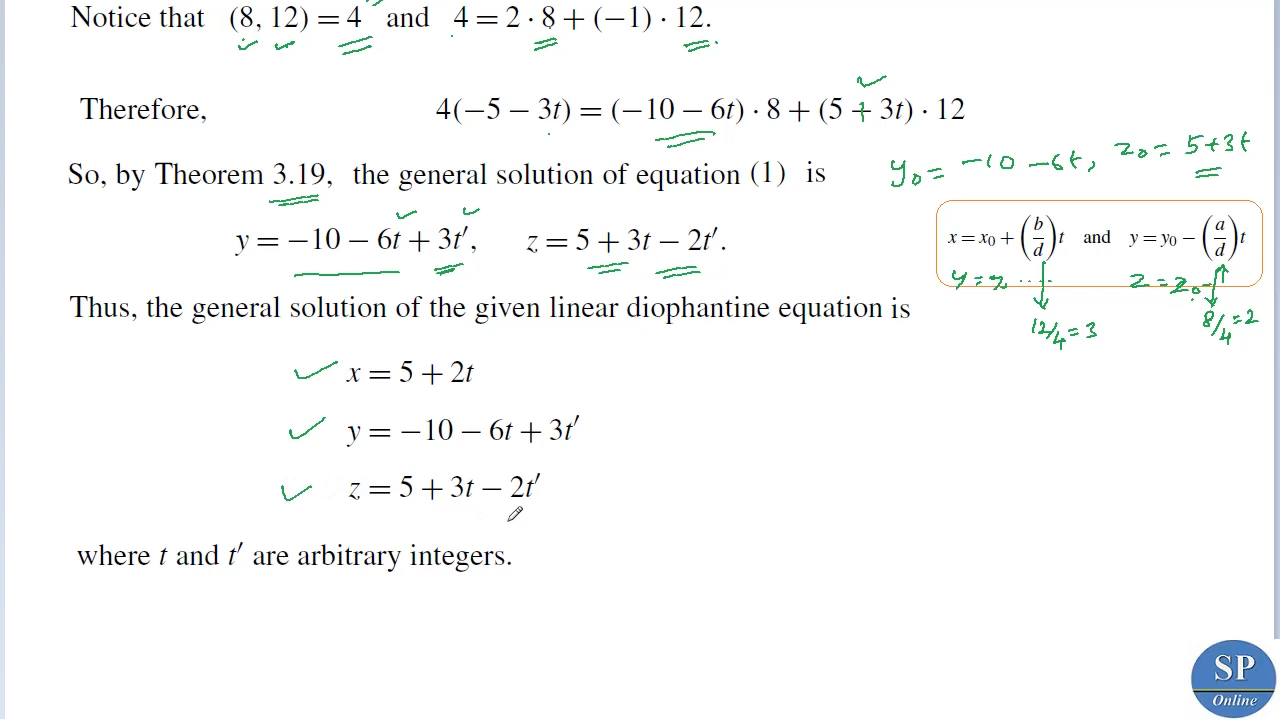 Notice that (8, 12) = 4 and 4 = 2 · 8 + (−1) · 12.
Therefore, 4(−5 − 3t) = (−10 − 6t) · 8 + (5 + 3t) · 12
y₀ = −10 −6t, z₀ = 5+3t
So, by Theorem 3.19, the general solution of equation (1) is
x = x₀ + (b/d)t and y = y₀ − (a/d)t
y = −10 − 6t + 3t′, z = 5 + 3t − 2t′.
12/4 = 3 8/4 = 2
Thus, the general solution of the given linear diophantine equation is
x = 5 + 2t
y = −10 − 6t + 3t′
z = 5 + 3t − 2t′
where t and t′ are arbitrary integers.
SP
Online